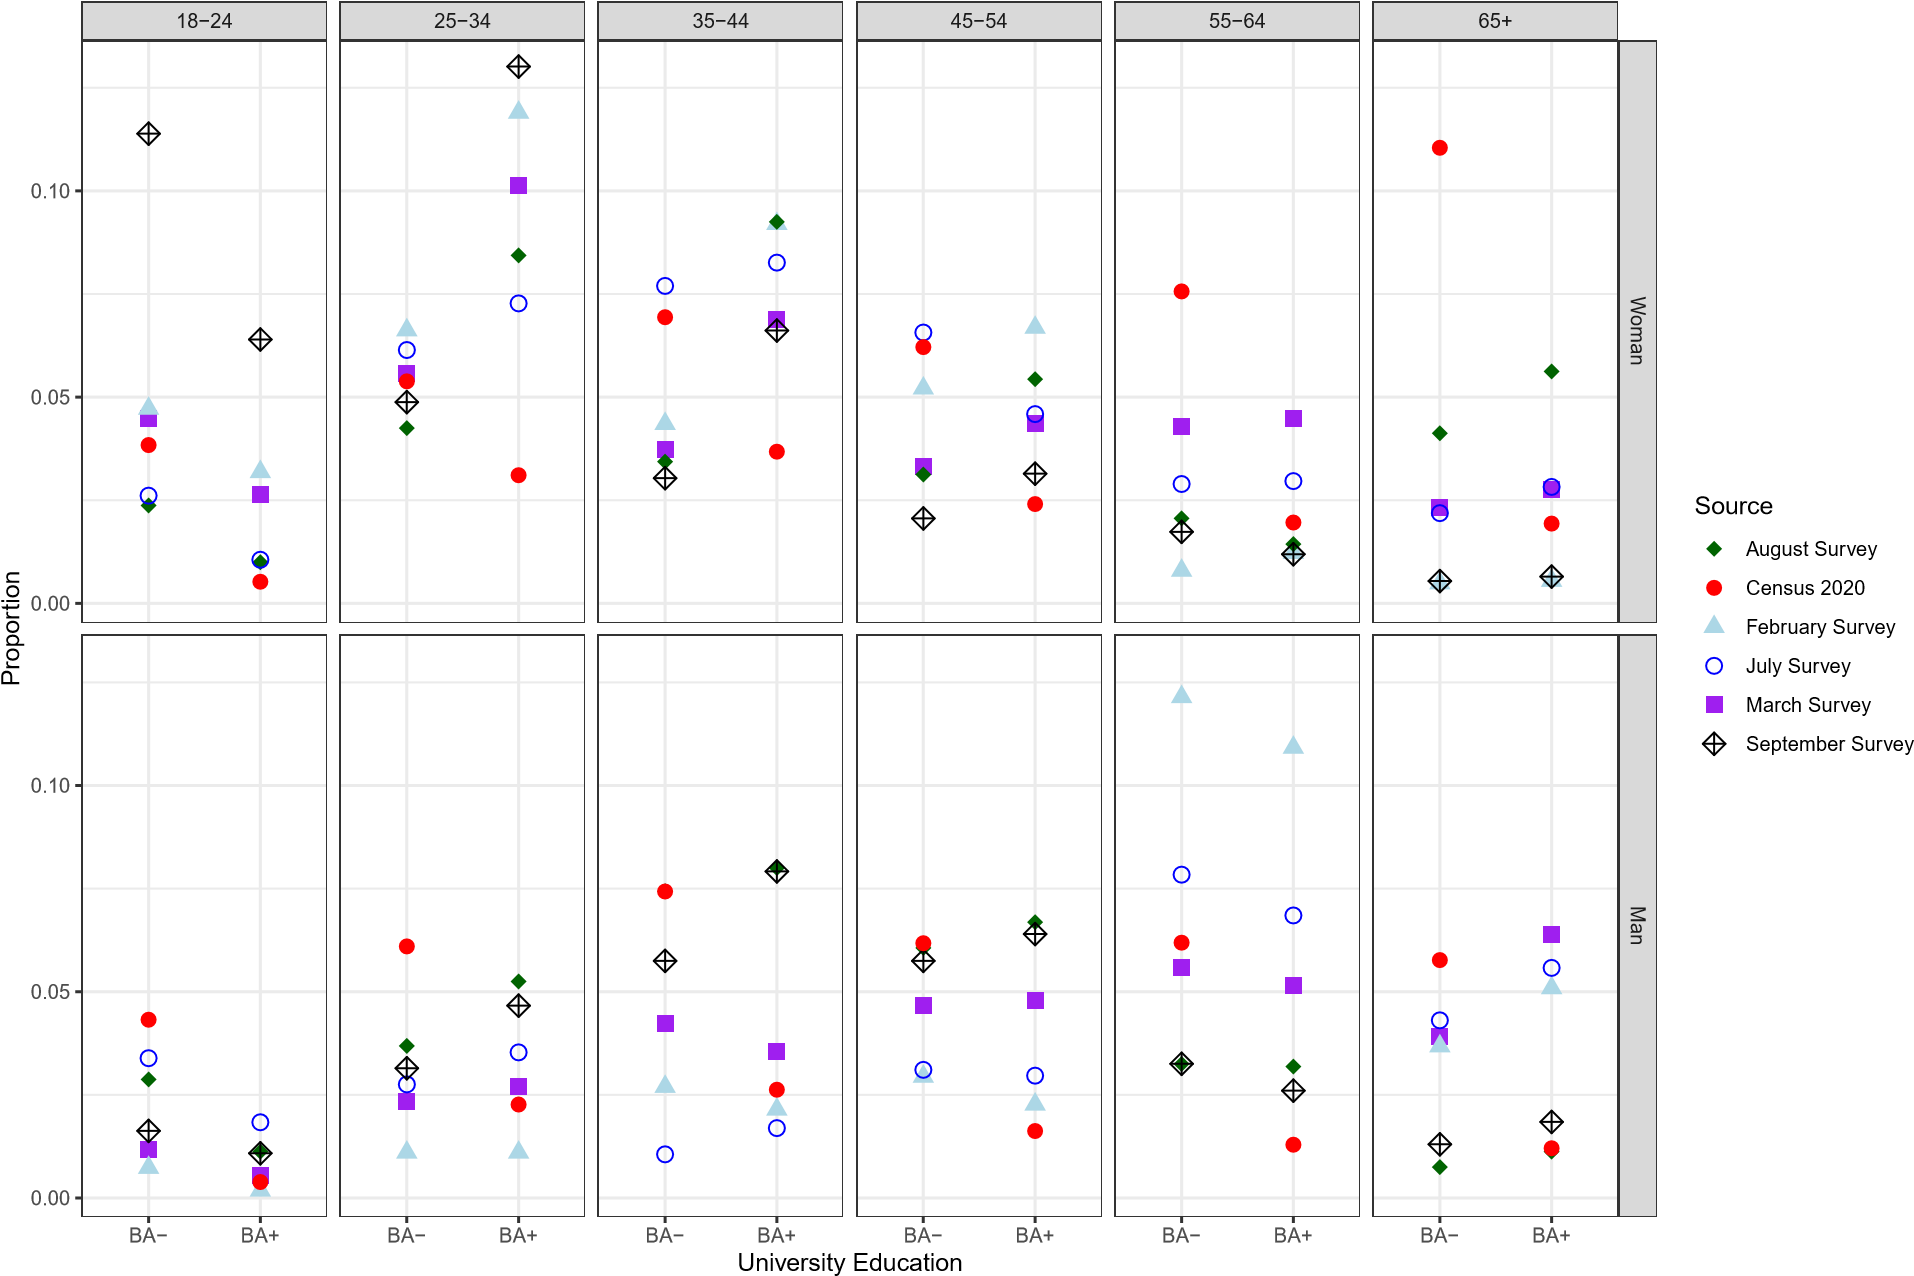 18−24 25−34 35−44 45−54 55−64 65+
0.10
0.05
0.00
Woman
0.10
0.05
0.00
Man
Proportion
BA− BA+ BA− BA+ BA− BA+ BA− BA+ BA− BA+ BA− BA+
University Education
Source
August Survey
Census 2020
February Survey
July Survey
March Survey
September Survey